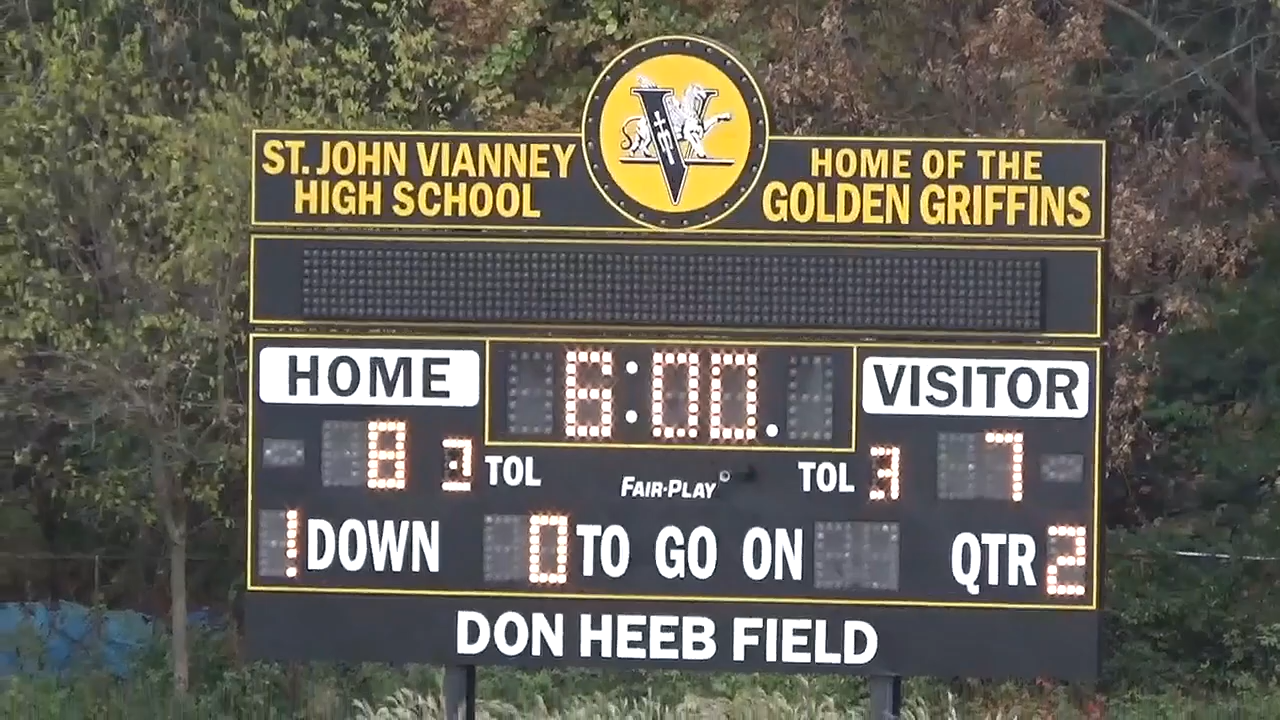 ST. JOHN VIANNEY
HIGH SCHOOL
V
HOME OF THE
GOLDEN GRIFFINS
HOME 6:00. VISITOR
8 3 TOL FAIR-PLAY TOL 3 7
1 DOWN 0 TO GO ON QTR 2
DON HEEB FIELD